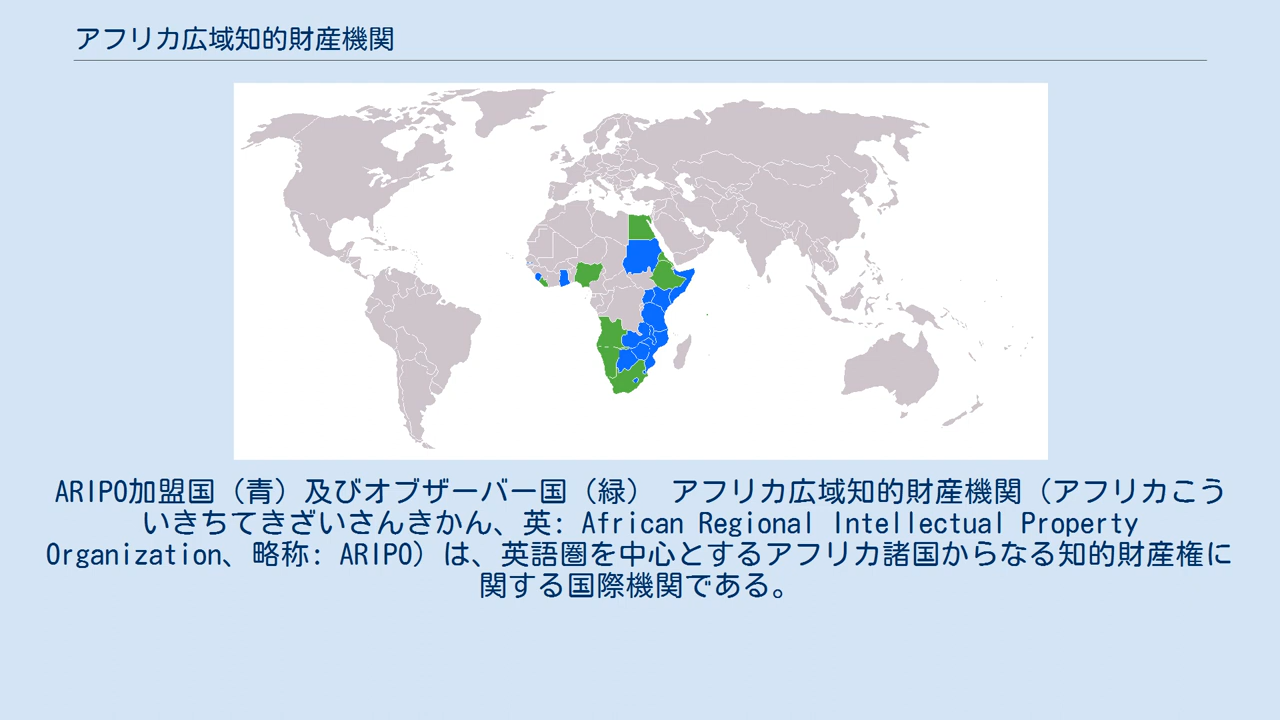 アフリカ広域知的財産機関
ARIPO加盟国（青）及びオブザーバー国（緑） アフリカ広域知的財産機関（アフリカこう
いきちてきざいさんきかん、英: African Regional Intellectual Property
Organization、略称: ARIPO）は、英語圏を中心とするアフリカ諸国からなる知的財産権に
関する国際機関である。